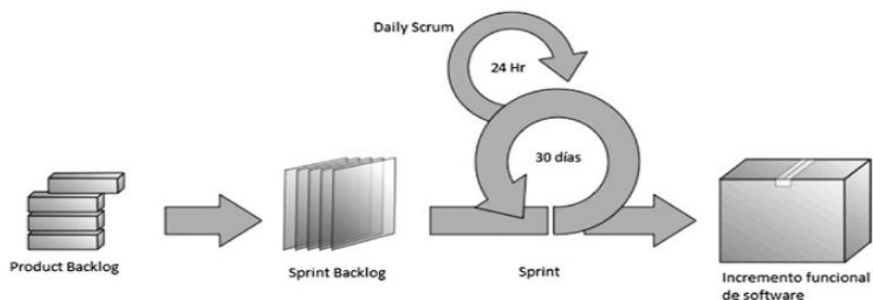 Daily Scrum
24 Hr
30 días
Product Backlog
Sprint Backlog
Sprint
Incremento funcional
de software